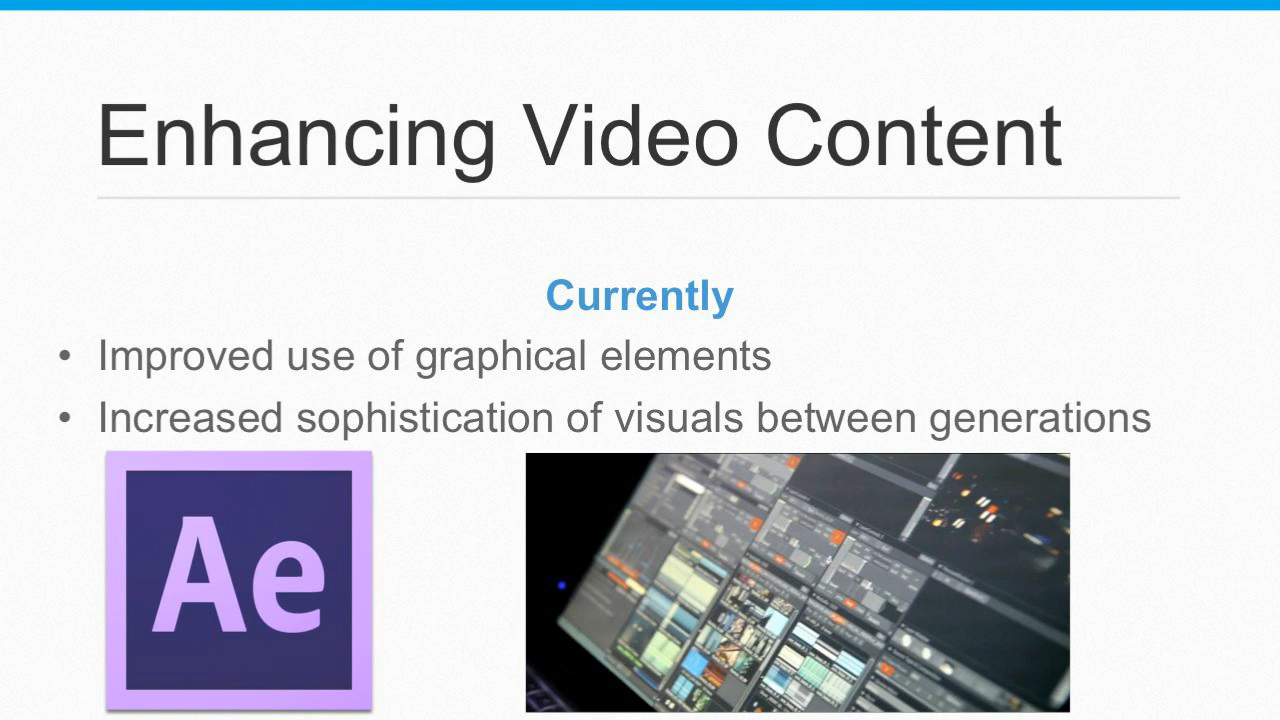 Enhancing Video Content
Currently
• Improved use of graphical elements
• Increased sophistication of visuals between generations
Ae